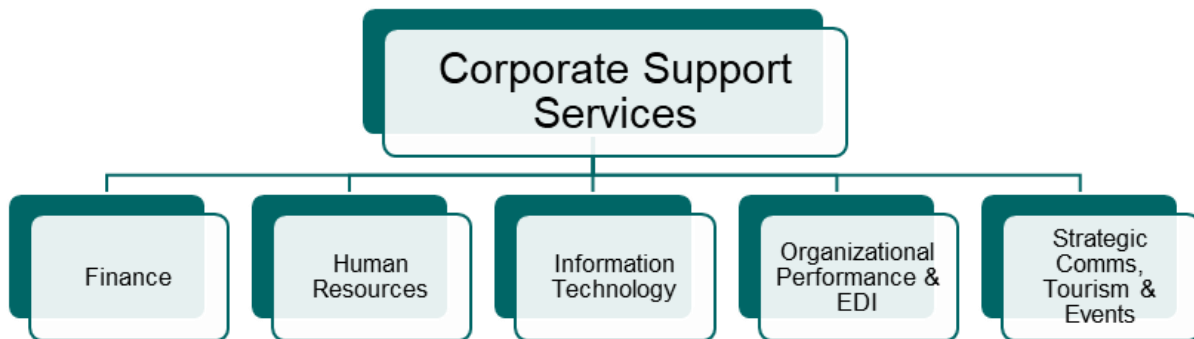 Corporate Support
Services
Finance
Human
Resources
Information
Technology
Organizational
Performance &
EDI
Strategic
Comms,
Tourism &
Events